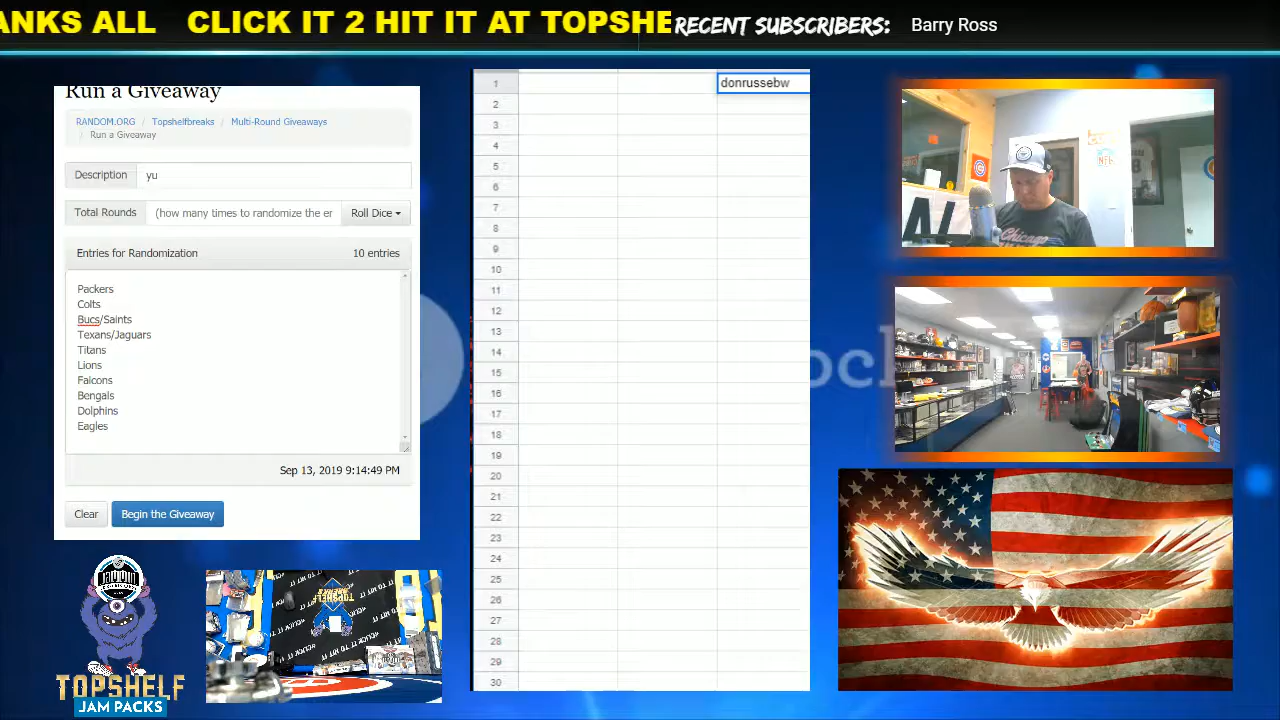 ANKS ALL CLICK IT 2 HIT IT AT TOPSHE
RECENT SUBSCRIBERS: Barry Ross
Run a Giveaway
RANDOM.ORG / Topshelfbreaks / Multi-Round Giveaways
/ Run a Giveaway
Description yu
Total Rounds (how many times to randomize the er Roll Dice
Entries for Randomization 10 entries
Packers
Colts
Bucs/Saints
Texans/Jaguars
Titans
Lions
Falcons
Bengals
Dolphins
Eagles
Sep 13, 2019 9:14:49 PM
Clear Begin the Giveaway
1 donrussebw
2
3
4
5
6
7
8
9
10
11
12
13
14
15
16
17
18
19
20
21
22
23
24
25
26
27
28
29
30
Chicago
NFL
TOPSHELF
JAM PACKS